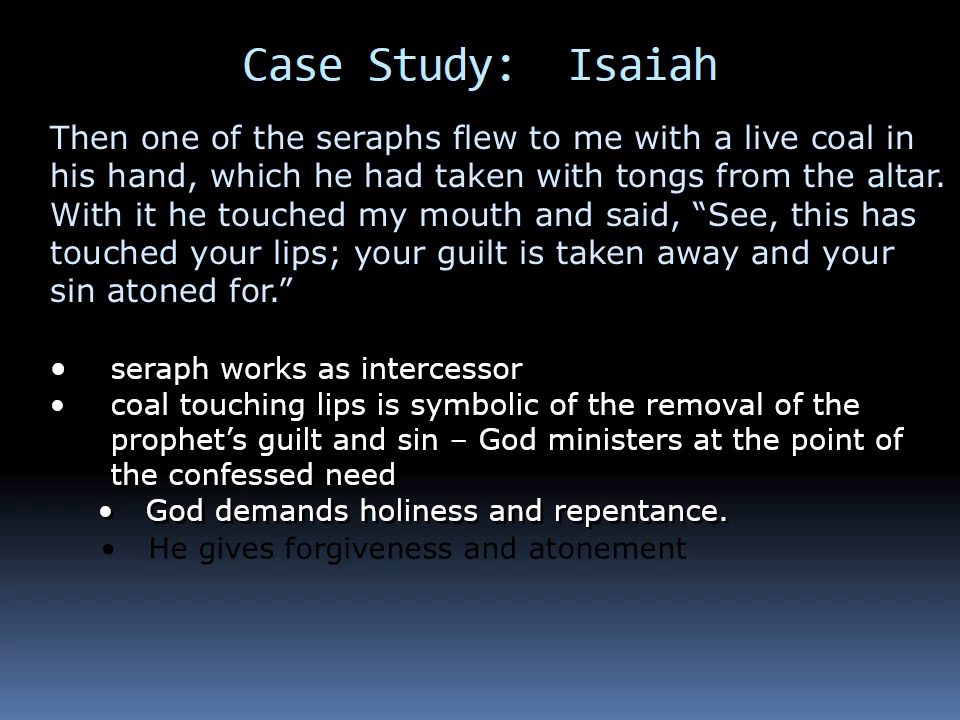 Case Study:  Isaiah
Then one of the seraphs flew to me with a live coal in
his hand, which he had taken with tongs from the altar.
With it he touched my mouth and said, “See, this has
touched your lips; your guilt is taken away and your
sin atoned for.”
• seraph works as intercessor
• coal touching lips is symbolic of the removal of the
prophet’s guilt and sin – God ministers at the point of
the confessed need
• God demands holiness and repentance.
• He gives forgiveness and atonement